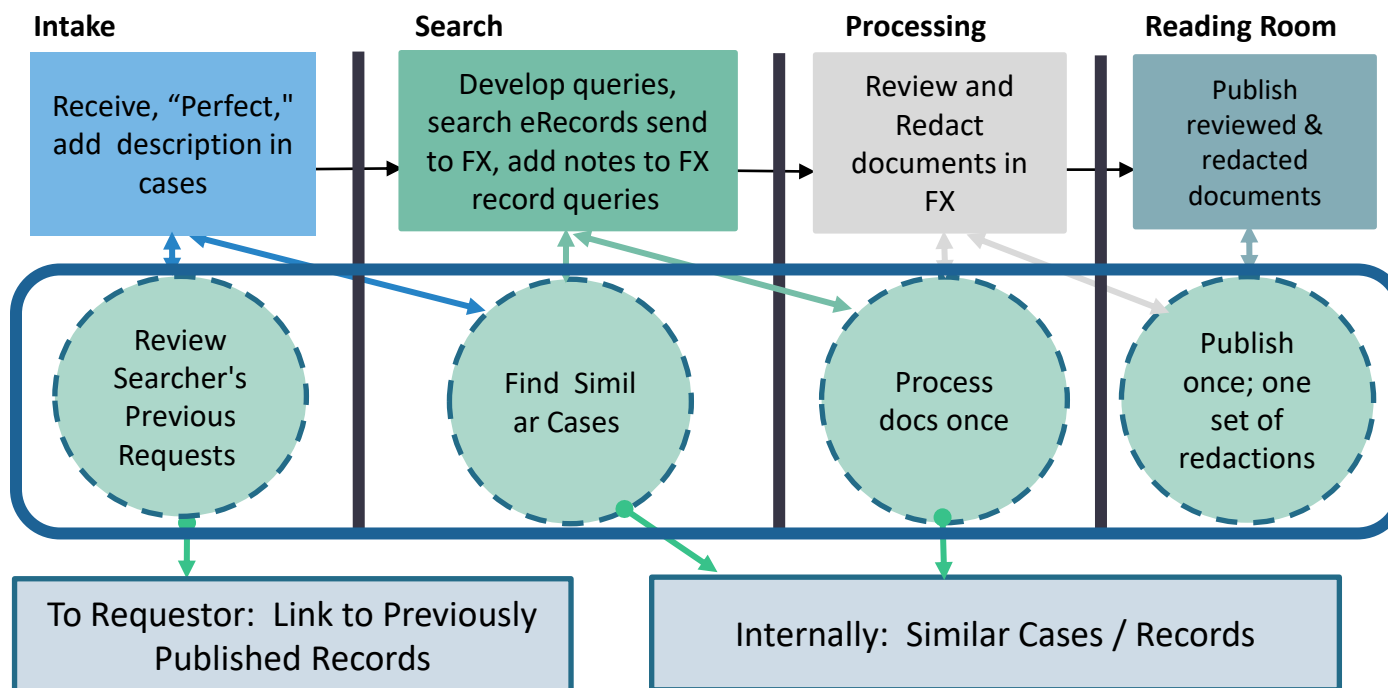 Intake
Search
Processing
Reading Room
Receive, “Perfect,"
add  description in
cases
Develop queries,
search eRecords send
to FX, add notes to FX
record queries
Review and
Redact
documents in
FX
Publish
reviewed &
redacted
documents
Review
Searcher's
Previous
Requests
Find  Simil
ar Cases
Process
docs once
Publish
once; one
set of
redactions
To Requestor:  Link to Previously
Published Records
Internally:  Similar Cases / Records